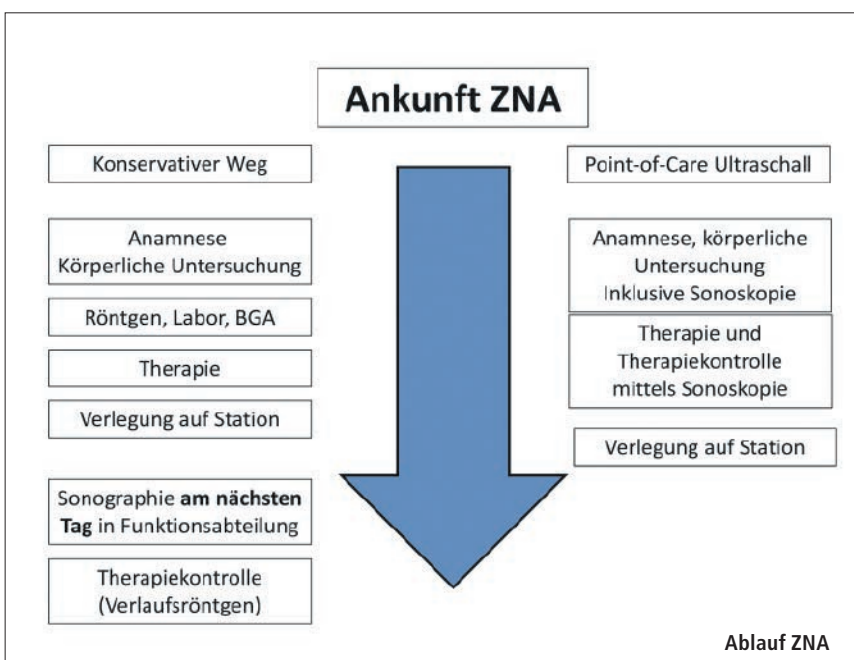 Ankunft ZNA
Konservativer Weg
Anamnese
Körperliche Untersuchung
Röntgen, Labor, BGA
Therapie
Verlegung auf Station
Sonographie am nächsten
Tag in Funktionsabteilung
Therapiekontrolle
(Verlaufsröntgen)
Point-of-Care Ultraschall
Anamnese, körperliche
Untersuchung
Inklusive Sonoskopie
Therapie und
Therapiekontrolle
mittels Sonoskopie
Verlegung auf Station
Ablauf ZNA